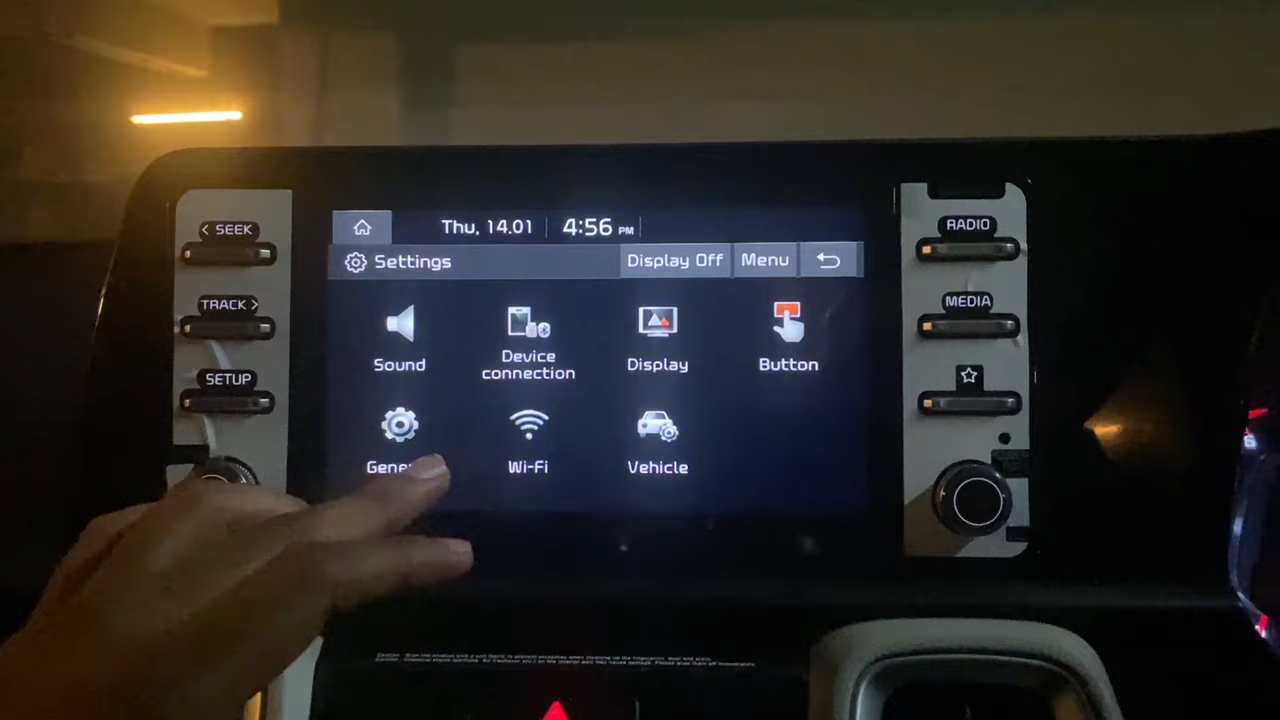 < SEEK
TRACK >
SETUP
Thu, 14.01 4:56 PM
Settings Display Off Menu
Sound
Device
connection
Display
Button
Wi-Fi
Vehicle
RADIO
MEDIA